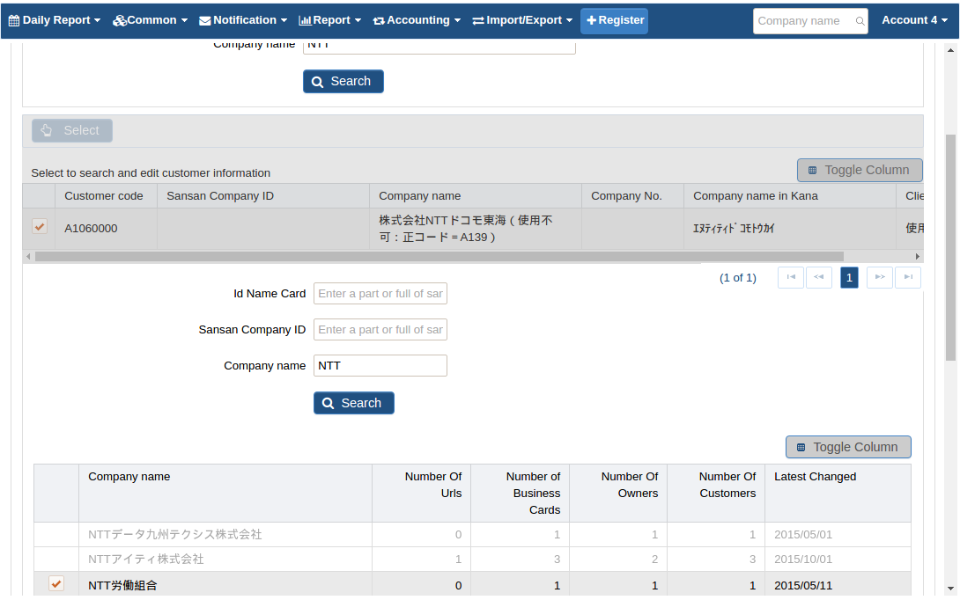 Daily Report Common Notification Report Accounting Import/Export Register Company name Account 4
Company name NTT
Search
Select
Select to search and edit customer information Toggle Column
Customer code Sansan Company ID Company name Company No. Company name in Kana Clie
A1060000 株式会社NTTドコモ東海（使用不 ｴﾇﾃｨﾃｨﾄﾞｺﾓﾄｳｶｲ 使用
可：正コード＝A139）
(1 of 1) 1
Id Name Card Enter a part or full of sar
Sansan Company ID Enter a part or full of sar
Company name NTT
Search
Toggle Column
Company name Number Of Number of Number Of Number Of Latest Changed
Urls Business Owners Customers
Cards
NTTデータ九州テクシス株式会社 0 1 1 1 2015/05/01
NTTアイティ株式会社 1 3 2 3 2015/10/01
NTT労働組合 0 1 1 1 2015/05/11